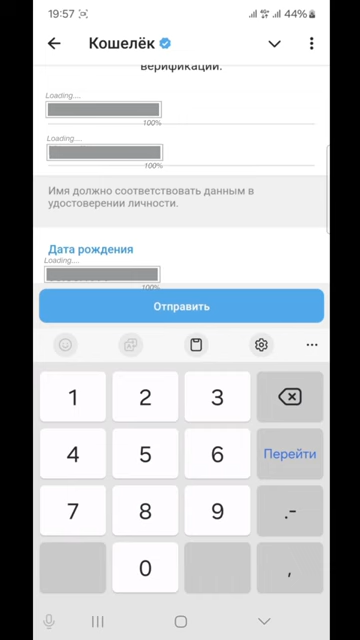 19:57 44%
Кошелёк
верификации.
Loading....
100%
Loading....
100%
Имя должно соответствовать данным в
удостоверении личности.
Дата рождения
Loading....
100%
Отправить
1 2 3
4 5 6 Перейти
7 8 9 .-
0 ,